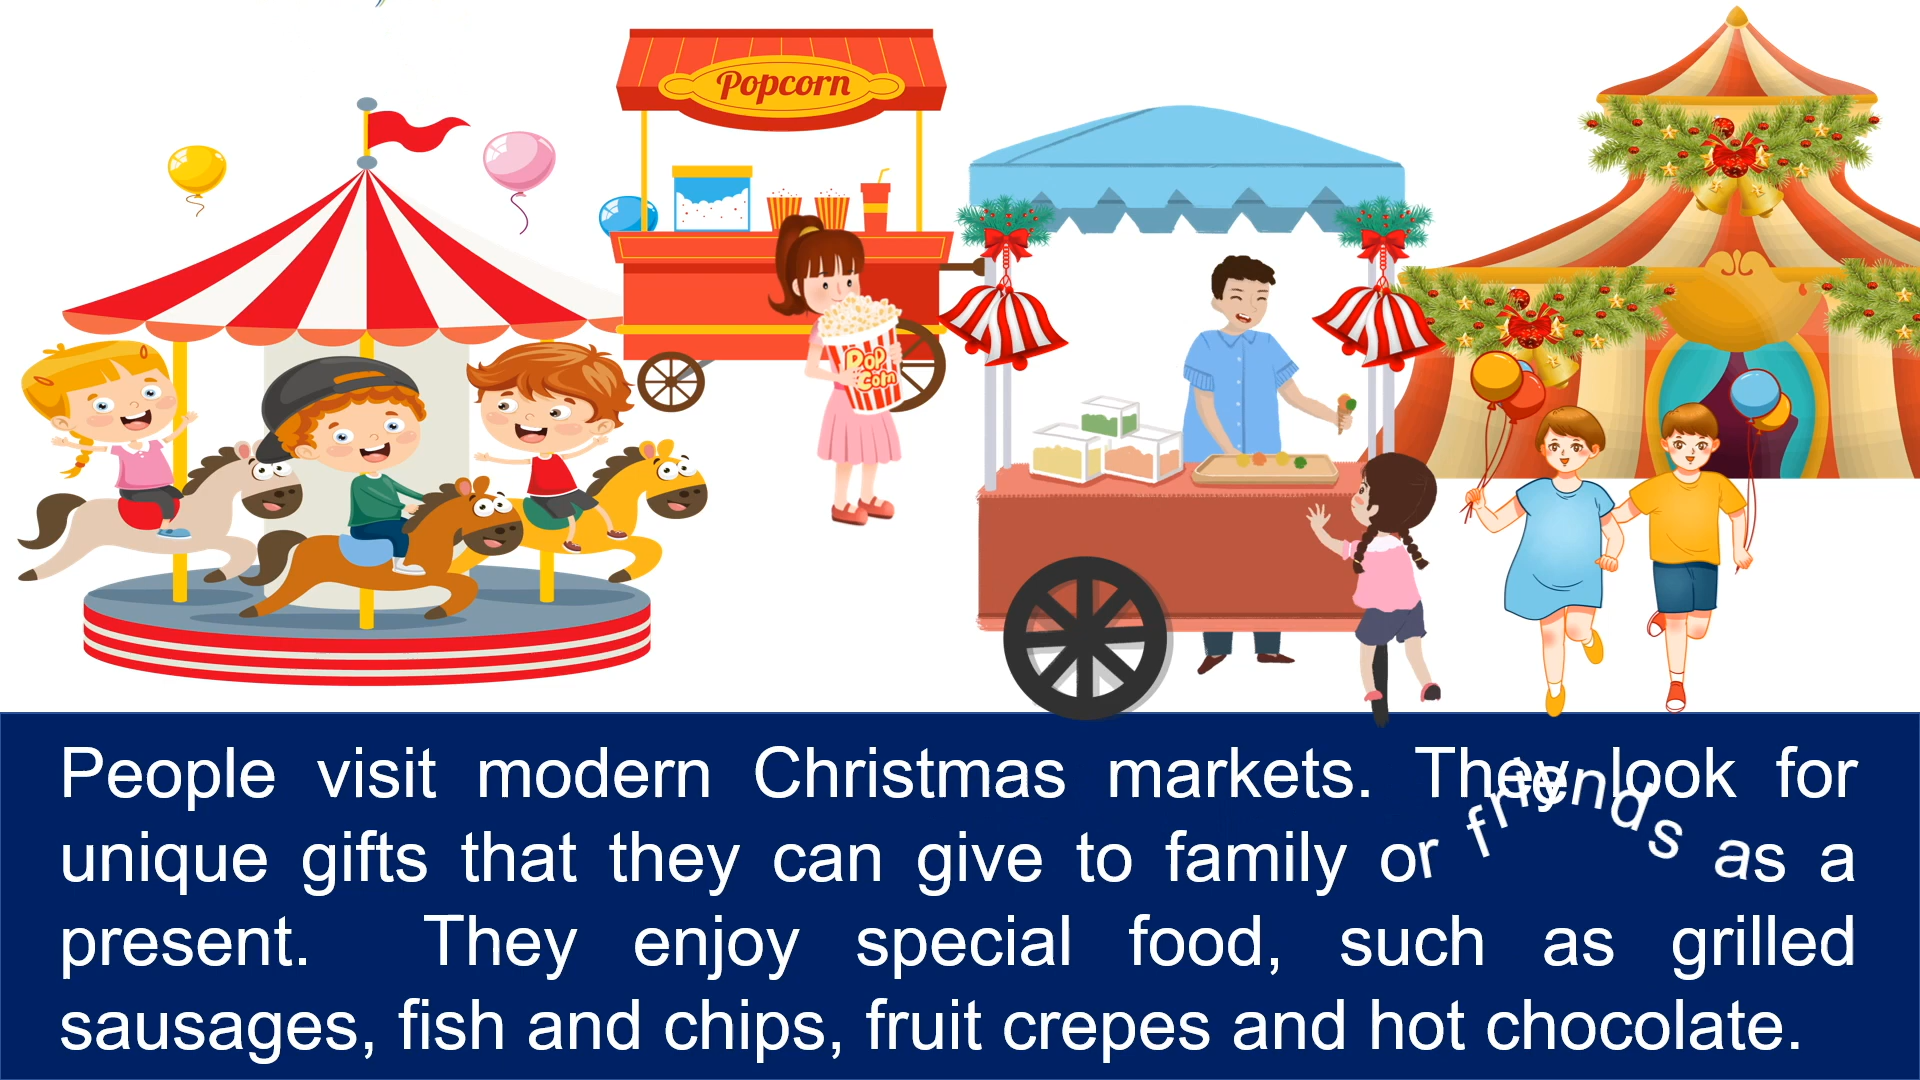 Popcorn
Pop
Corn
People visit modern Christmas markets. They look for
unique gifts that they can give to family or friends as a
present. They enjoy special food, such as grilled
sausages, fish and chips, fruit crepes and hot chocolate.